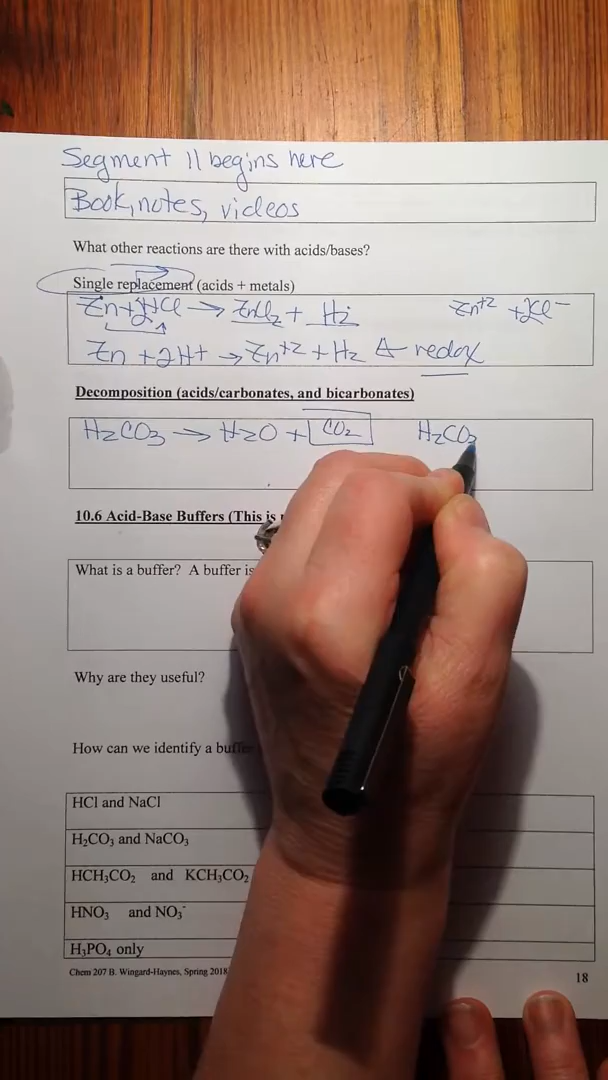 Segment 11 begins here
Book, notes, videos
What other reactions are there with acids/bases?
Single replacement (acids + metals)
Zn + 2HCl → ZnCl₂ + H₂ Zn⁺² + 2Cl⁻
Zn + 2H⁺ → Zn⁺² + H₂ redox
Decomposition (acids/carbonates, and bicarbonates)
H₂CO₃ → H₂O + CO₂ H₂CO₃
10.6 Acid-Base Buffers (This is
What is a buffer? A buffer is
Why are they useful?
How can we identify a buffer
HCl and NaCl
H₂CO₃ and NaCO₃
HCH₃CO₂ and KCH₃CO₂
HNO₃ and NO₃⁻
H₃PO₄ only
Chem 207 B. Wingard-Haynes, Spring 2018
18